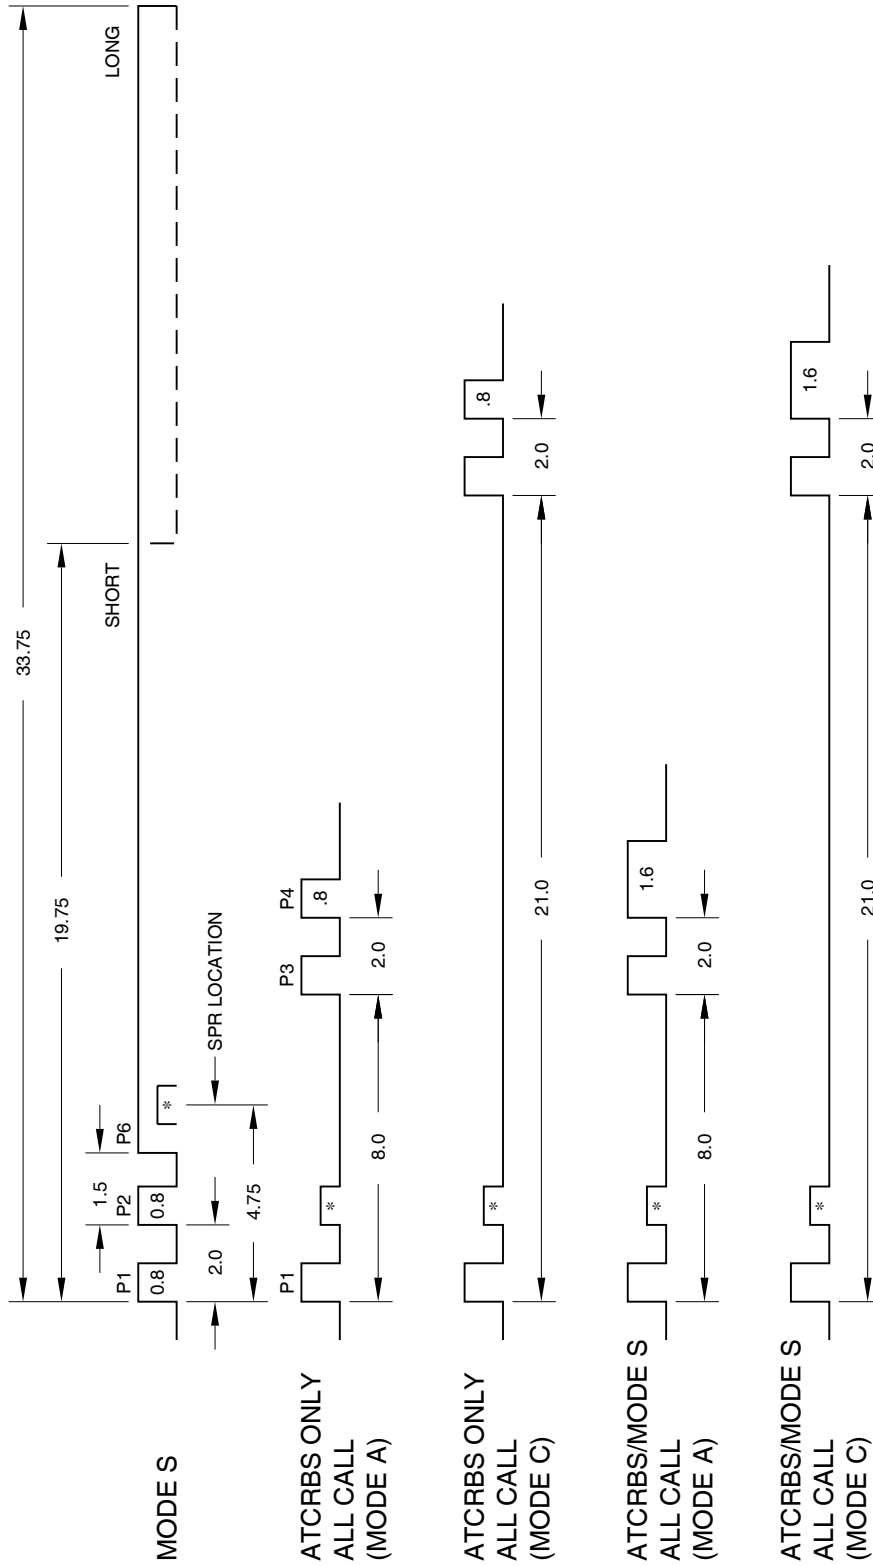 33.75
19.75
SHORT
LONG
1.5
P1
P2
P6
0.8
0.8
*
2.0
SPR LOCATION
4.75
MODE S
P1
P3
P4
*
.8
2.0
8.0
ATCRBS ONLY
ALL CALL
(MODE A)
*
.8
2.0
21.0
ATCRBS ONLY
ALL CALL
(MODE C)
*
1.6
2.0
8.0
ATCRBS/MODE S
ALL CALL
(MODE A)
*
1.6
2.0
21.0
ATCRBS/MODE S
ALL CALL
(MODE C)